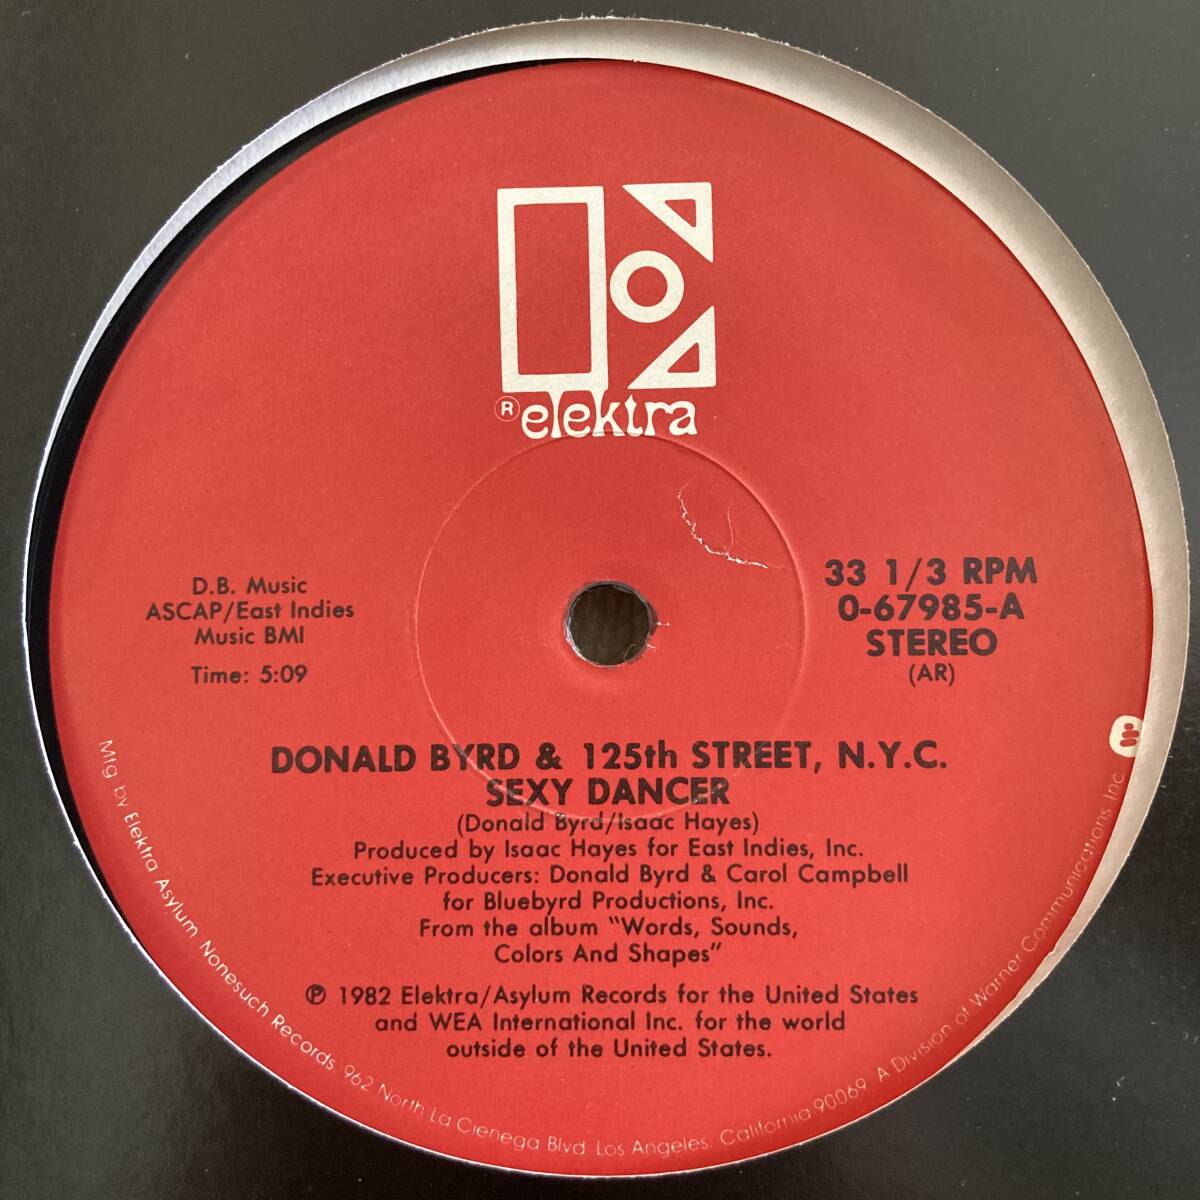 ® elektra
D.B. Music
ASCAP/East Indies
Music BMI
Time: 5:09
33 1/3 RPM
0-67985-A
STEREO
(AR)
DONALD BYRD & 125th STREET, N.Y.C.
SEXY DANCER
(Donald Byrd/Isaac Hayes)
Produced by Isaac Hayes for East Indies, Inc.
Executive Producers: Donald Byrd & Carol Campbell
for Bluebyrd Productions, Inc.
From the album "Words, Sounds,
Colors And Shapes"
℗ 1982 Elektra/Asylum Records for the United States
and WEA International Inc. for the world
outside of the United States.
Mfg by Elektra Asylum Nonesuch Records, 962 North La Cienega Blvd Los Angeles, California 90069 A Division of Warner Communications Inc.